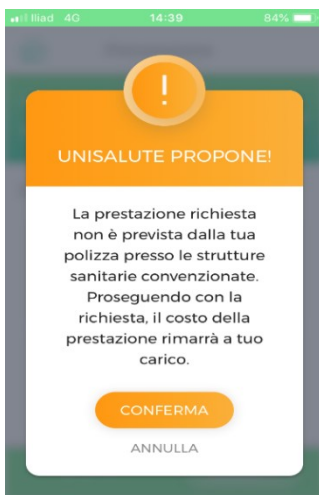 Iliad 4G 14:39 84%
!
UNISALUTE PROPONE!
La prestazione richiesta
non è prevista dalla tua
polizza presso le strutture
sanitarie convenzionate.
Proseguendo con la
richiesta, il costo della
prestazione rimarrà a tuo
carico.
CONFERMA
ANNULLA